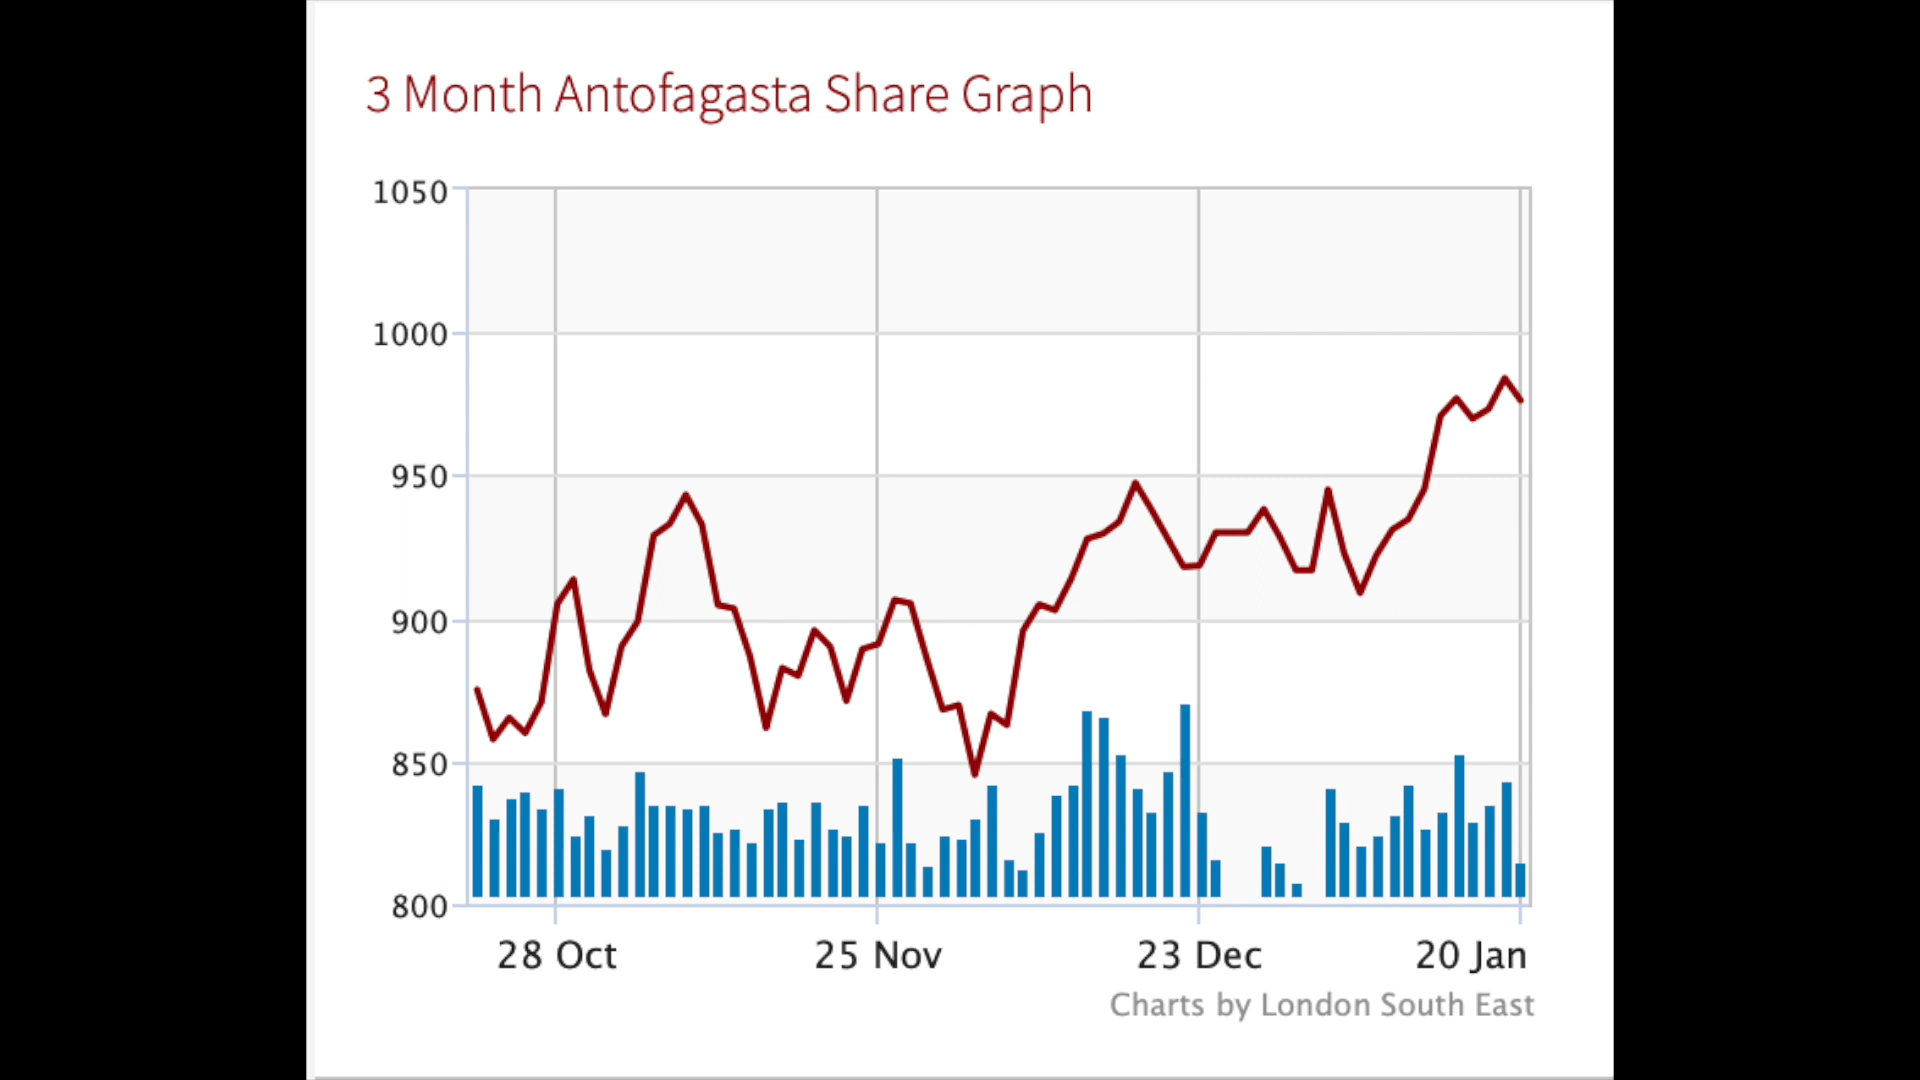 3 Month Antofagasta Share Graph
1050
1000
950
900
850
800
28 Oct 25 Nov 23 Dec 20 Jan
Charts by London South East